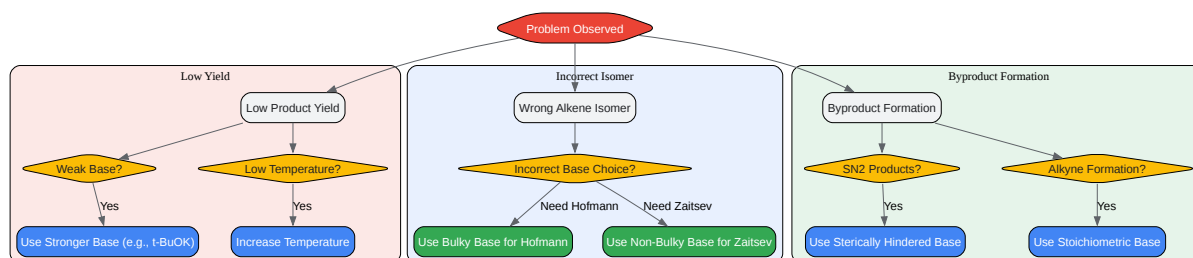 Problem Observed
Low Yield
Incorrect Isomer
Byproduct Formation
Low Product Yield
Wrong Alkene Isomer
Byproduct Formation
Weak Base?
Low Temperature?
Incorrect Base Choice?
SN2 Products?
Alkyne Formation?
Yes
Yes
Need Hofmann
Need Zaitsev
Yes
Yes
Use Stronger Base (e.g., t-BuOK)
Increase Temperature
Use Bulky Base for Hofmann
Use Non-Bulky Base for Zaitsev
Use Sterically Hindered Base
Use Stoichiometric Base